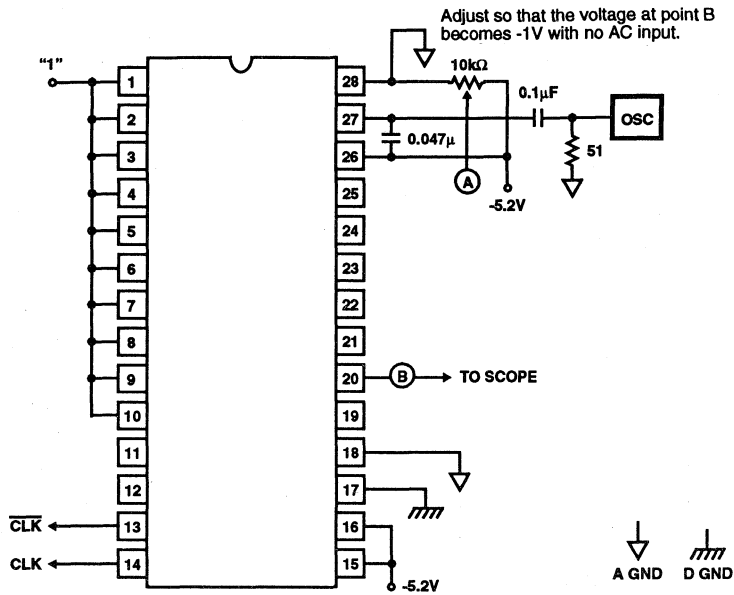 Adjust so that the voltage at point B
becomes -1V with no AC input.
"1"
10kΩ
0.1µF
OSC
0.047µ
51
A
-5.2V
1
2
3
4
5
6
7
8
9
10
11
12
13
14
28
27
26
25
24
23
22
21
20
19
18
17
16
15
B
TO SCOPE
CLK
CLK
-5.2V
A GND
D GND